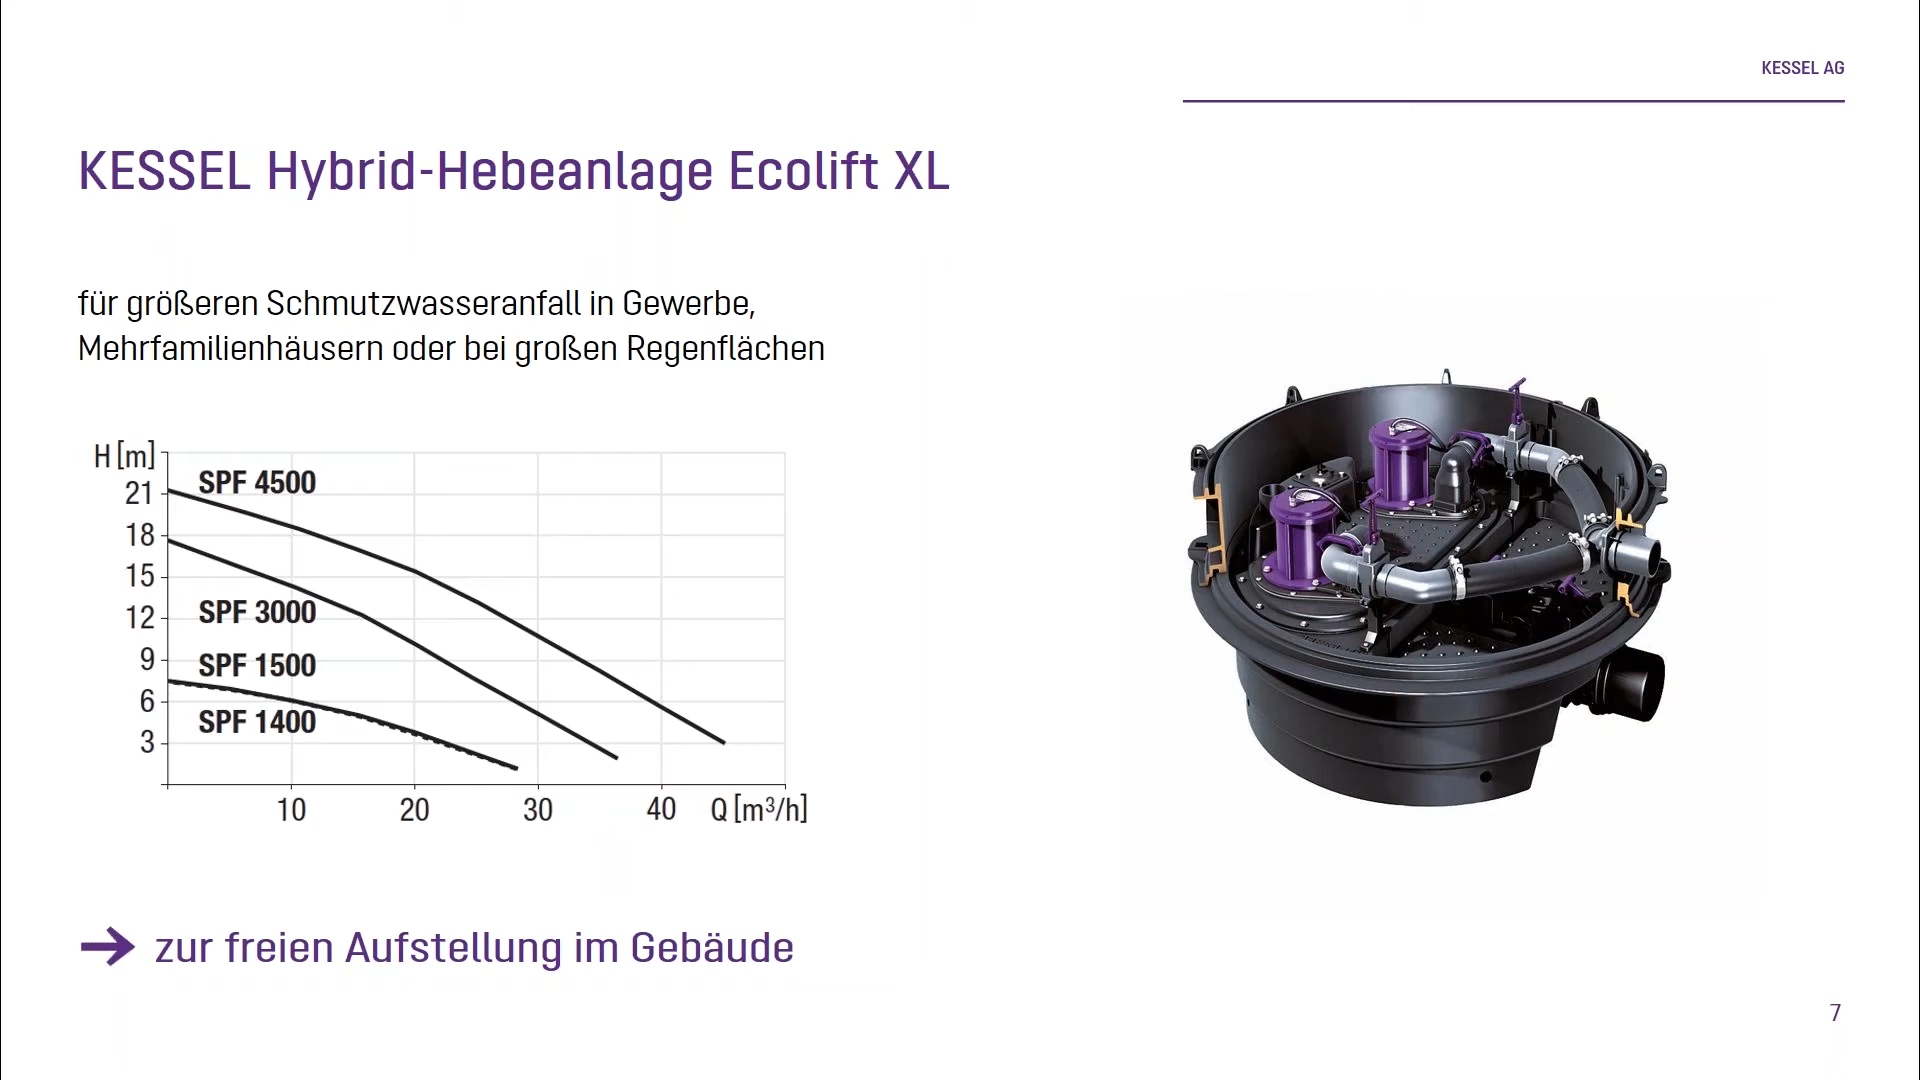 KESSEL AG
KESSEL Hybrid-Hebeanlage Ecolift XL
für größeren Schmutzwasseranfall in Gewerbe,
Mehrfamilienhäusern oder bei großen Regenflächen
H [m]
21
18
15
12
9
6
3
SPF 4500
SPF 3000
SPF 1500
SPF 1400
10 20 30 40 Q [m³/h]
zur freien Aufstellung im Gebäude
7